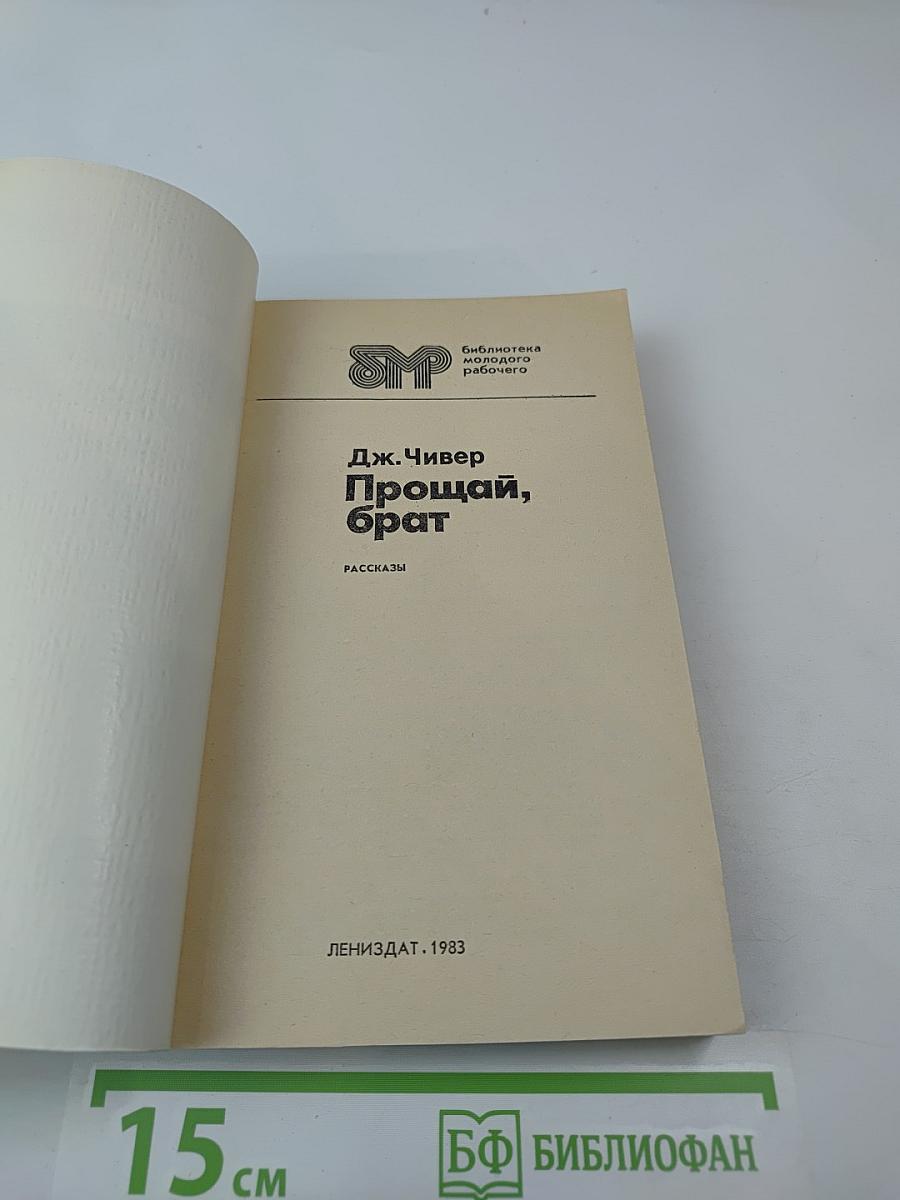 бмр
библиотека
молодого
рабочего
Дж. Чивер
Прощай,
брат
РАССКАЗЫ
ЛЕНИЗДАТ · 1983
15 см
БФ БИБЛИОФАН